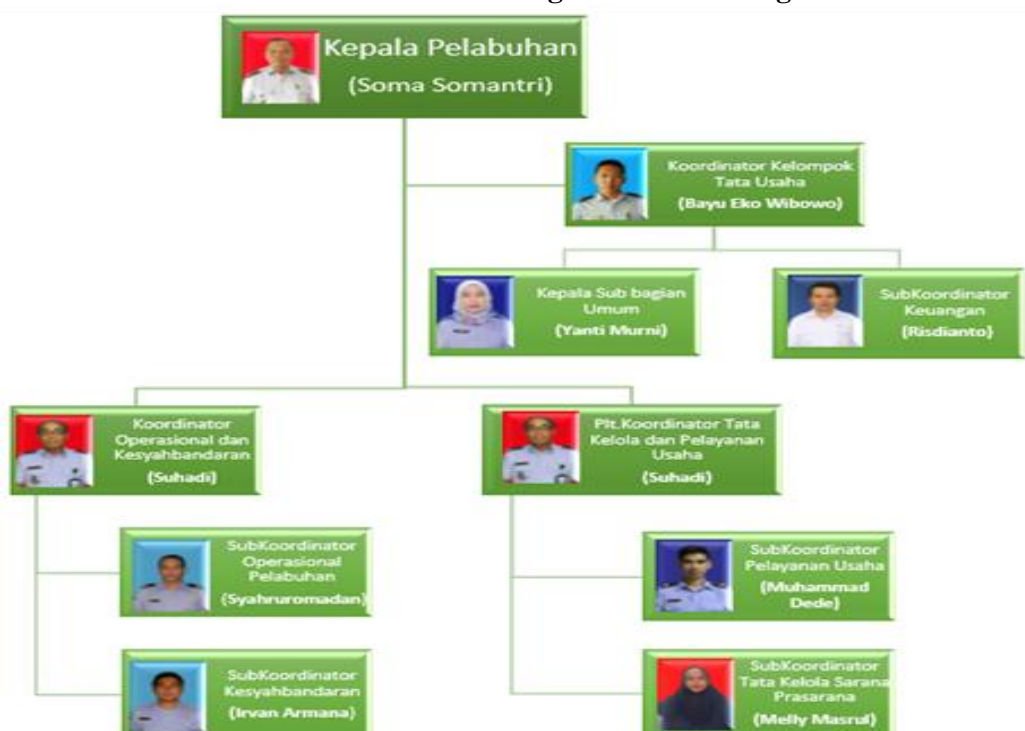 Kepala Pelabuhan
(Soma Somantri)
Koordinator Kelompok
Tata Usaha
(Bayu Eko Wibowo)
Kepala Sub bagian
Umum
(Yanti Murni)
SubKoordinator
Keuangan
(Risdianto)
Koordinator
Operasional dan
Kesyahbandaran
(Suhadi)
Plt.Koordinator Tata
Kelola dan Pelayanan
Usaha
(Suhadi)
SubKoordinator
Operasional
Pelabuhan
(Syahruromadan)
SubKoordinator
Pelayanan Usaha
(Muhammad
Dede)
SubKoordinator
Kesyahbandaran
(Irvan Armana)
SubKoordinator
Tata Kelola Sarana
Prasarana
(Melly Masrul)